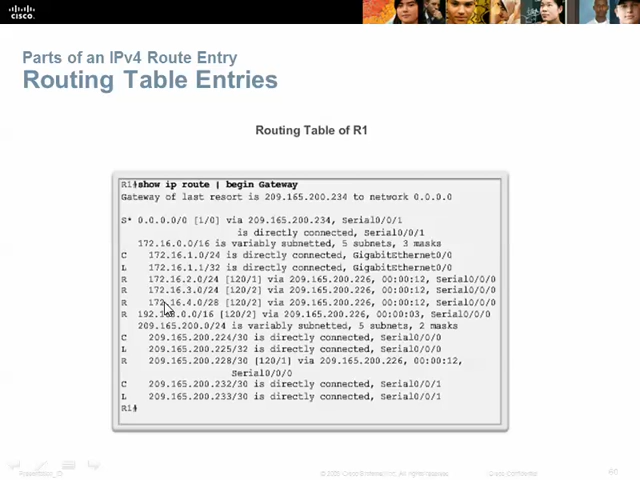 CISCO
Parts of an IPv4 Route Entry
Routing Table Entries
Routing Table of R1
R1#show ip route | begin Gateway
Gateway of last resort is 209.165.200.234 to network 0.0.0.0
S* 0.0.0.0/0 [1/0] via 209.165.200.234, Serial0/0/1
is directly connected, Serial0/0/1
172.16.0.0/16 is variably subnetted, 5 subnets, 3 masks
C 172.16.1.0/24 is directly connected, GigabitEthernet0/0
L 172.16.1.1/32 is directly connected, GigabitEthernet0/0
R 172.16.2.0/24 [120/1] via 209.165.200.226, 00:00:12, Serial0/0/0
R 172.16.3.0/24 [120/2] via 209.165.200.226, 00:00:12, Serial0/0/0
R 172.16.4.0/28 [120/2] via 209.165.200.226, 00:00:12, Serial0/0/0
R 192.168.0.0/16 [120/2] via 209.165.200.226, 00:00:03, Serial0/0/0
209.165.200.0/24 is variably subnetted, 5 subnets, 2 masks
C 209.165.200.224/30 is directly connected, Serial0/0/0
L 209.165.200.225/32 is directly connected, Serial0/0/0
R 209.165.200.228/30 [120/1] via 209.165.200.226, 00:00:12,
Serial0/0/0
C 209.165.200.232/30 is directly connected, Serial0/0/1
L 209.165.200.233/30 is directly connected, Serial0/0/1
R1#
Presentation_ID
Cisco Confidential